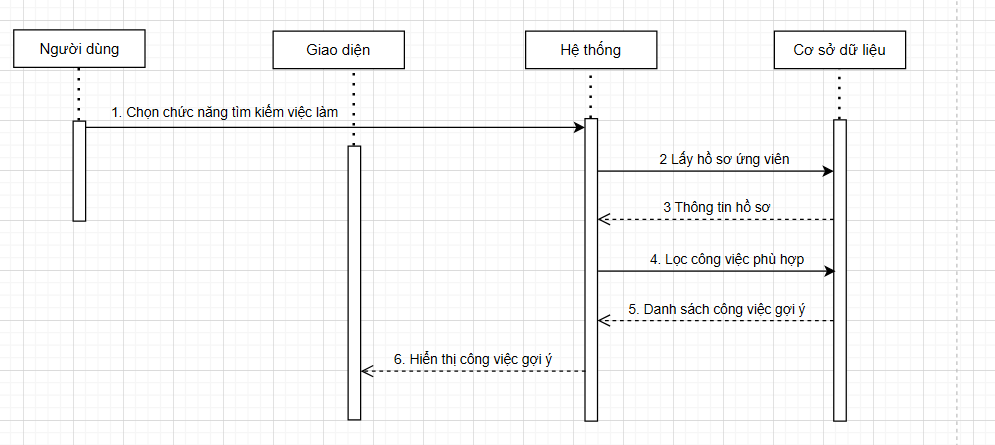 Người dùng
Giao diện
Hệ thống
Cơ sở dữ liệu
1. Chọn chức năng tìm kiếm việc làm
2 Lấy hồ sơ ứng viên
3 Thông tin hồ sơ
4. Lọc công việc phù hợp
5. Danh sách công việc gợi ý
6. Hiển thị công việc gợi ý